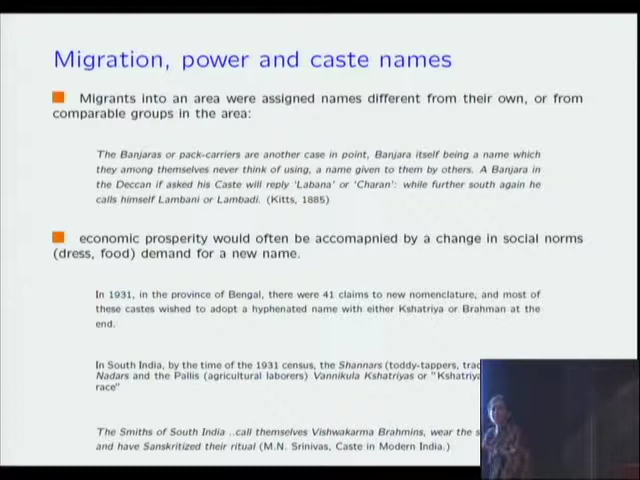 Migration, power and caste names
Migrants into an area were assigned names different from their own, or from
comparable groups in the area:
The Banjaras or pack-carriers are another case in point, Banjara itself being a name which
they among themselves never think of using, a name given to them by others. A Banjara in
the Deccan if asked his Caste will reply 'Labana' or 'Charan': while further south again he
calls himself Lambani or Lambadi. (Kitts, 1885)
economic prosperity would often be accomapnied by a change in social norms
(dress, food) demand for a new name.
In 1931, in the province of Bengal, there were 41 claims to new nomenclature, and most of
these castes wished to adopt a hyphenated name with either Kshatriya or Brahman at the
end.
In South India, by the time of the 1931 census, the Shannars (toddy-tappers,
Nadars and the Pallis (agricultural laborers) Vannikula Kshatriyas or "Kshatriya
race"
The Smiths of South India ..call themselves Vishwakarma Brahmins, wear the
and have Sanskritized their ritual (M.N. Srinivas, Caste in Modern India.)